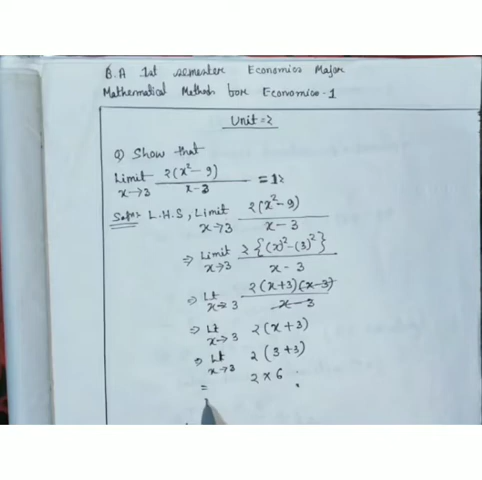 B.A 1st semester Economics Major
Mathematical Methods for Economics-1
Unit=2
Q) Show that
Limit x→3 2(x²-9) / x-3 = 12
Soln: L.H.S, Limit x→3 2(x²-9) / x-3
⇒ Limit x→3 2{(x)²-(3)²} / x-3
⇒ Lt x→3 2(x+3)(x-3) / x-3
⇒ Lt x→3 2(x+3)
⇒ Lt x→3 2(3+3)
= 2×6